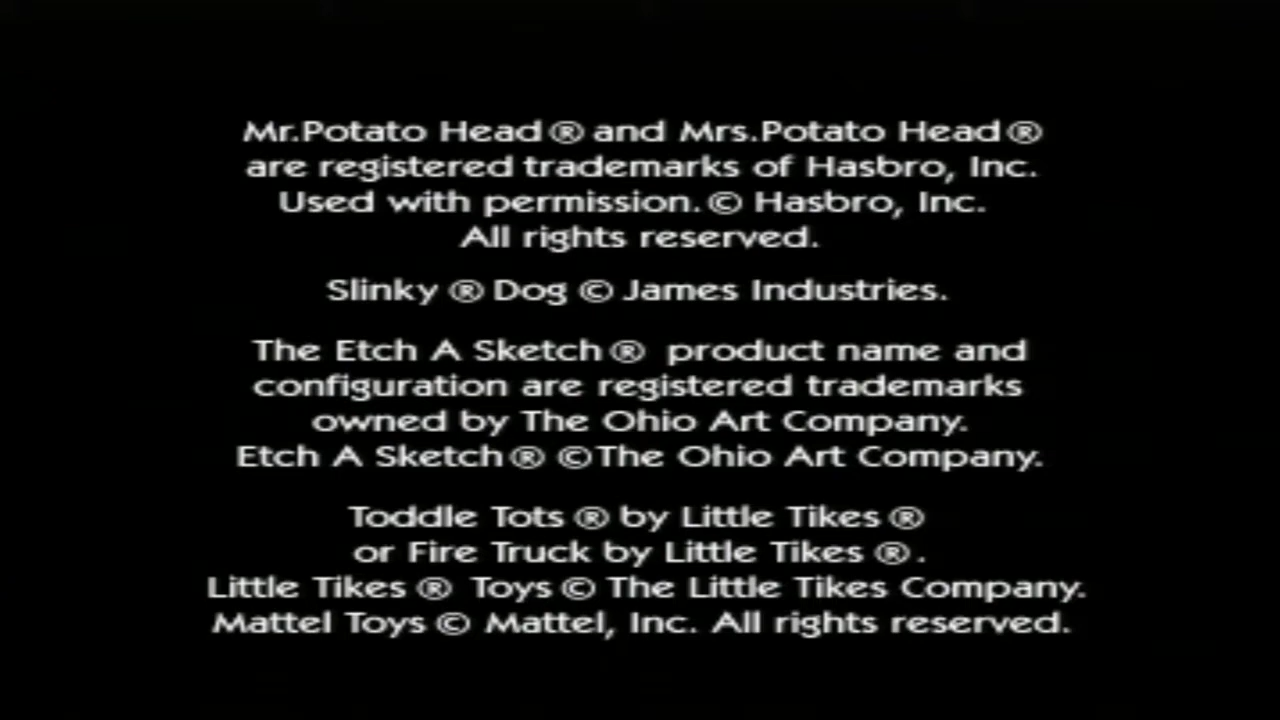 Mr.Potato Head ® and Mrs.Potato Head ®
are registered trademarks of Hasbro, Inc.
Used with permission. © Hasbro, Inc.
All rights reserved.
Slinky ® Dog © James Industries.
The Etch A Sketch ® product name and
configuration are registered trademarks
owned by The Ohio Art Company.
Etch A Sketch ® © The Ohio Art Company.
Toddle Tots ® by Little Tikes ®
or Fire Truck by Little Tikes ® .
Little Tikes ® Toys © The Little Tikes Company.
Mattel Toys © Mattel, Inc. All rights reserved.